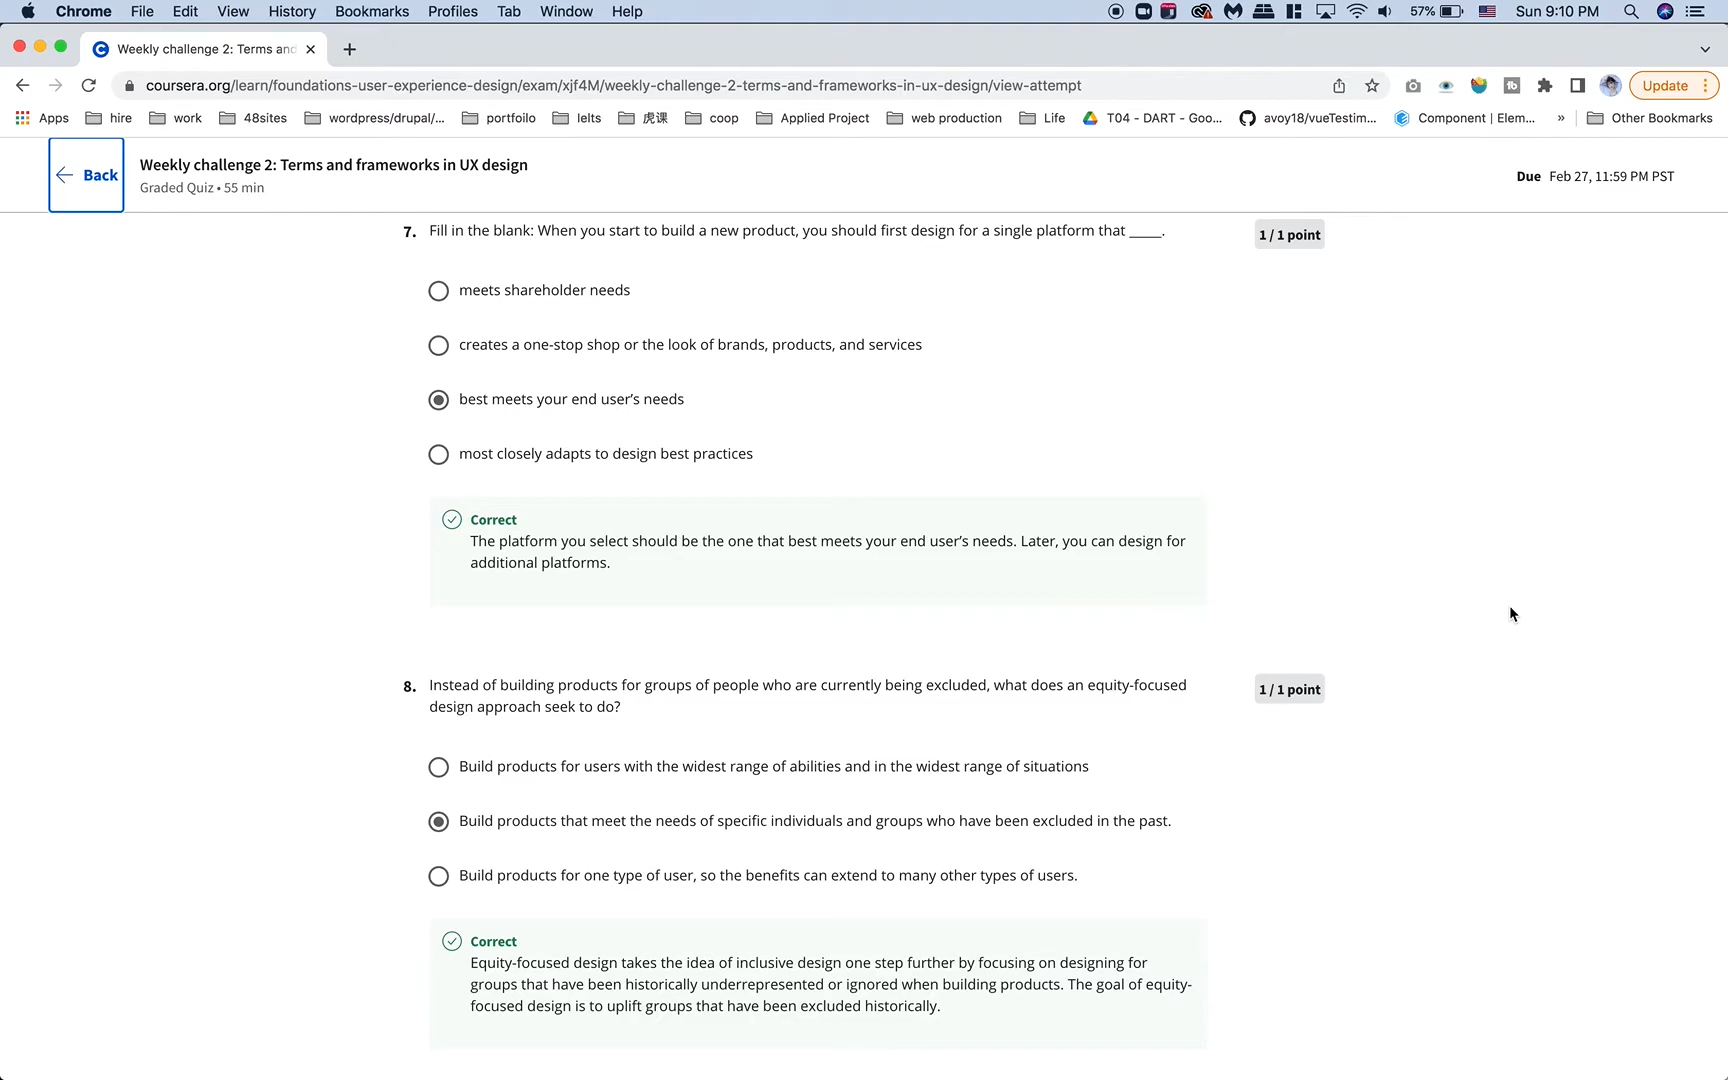 Chrome File Edit View History Bookmarks Profiles Tab Window Help 57% Sun 9:10 PM
Weekly challenge 2: Terms and
coursera.org/learn/foundations-user-experience-design/exam/xjf4M/weekly-challenge-2-terms-and-frameworks-in-ux-design/view-attempt Update
Apps hire work 48sites wordpress/drupal/... portfoilo Ielts 虎课 coop Applied Project web production Life T04 - DART - Goo... avoy18/vueTestim... Component | Elem... » Other Bookmarks
Back
Weekly challenge 2: Terms and frameworks in UX design
Graded Quiz • 55 min
Due Feb 27, 11:59 PM PST
7. Fill in the blank: When you start to build a new product, you should first design for a single platform that _____.
1 / 1 point
meets shareholder needs
creates a one-stop shop or the look of brands, products, and services
best meets your end user’s needs
most closely adapts to design best practices
Correct
The platform you select should be the one that best meets your end user’s needs. Later, you can design for
additional platforms.
8. Instead of building products for groups of people who are currently being excluded, what does an equity-focused
design approach seek to do?
1 / 1 point
Build products for users with the widest range of abilities and in the widest range of situations
Build products that meet the needs of specific individuals and groups who have been excluded in the past.
Build products for one type of user, so the benefits can extend to many other types of users.
Correct
Equity-focused design takes the idea of inclusive design one step further by focusing on designing for
groups that have been historically underrepresented or ignored when building products. The goal of equity-
focused design is to uplift groups that have been excluded historically.